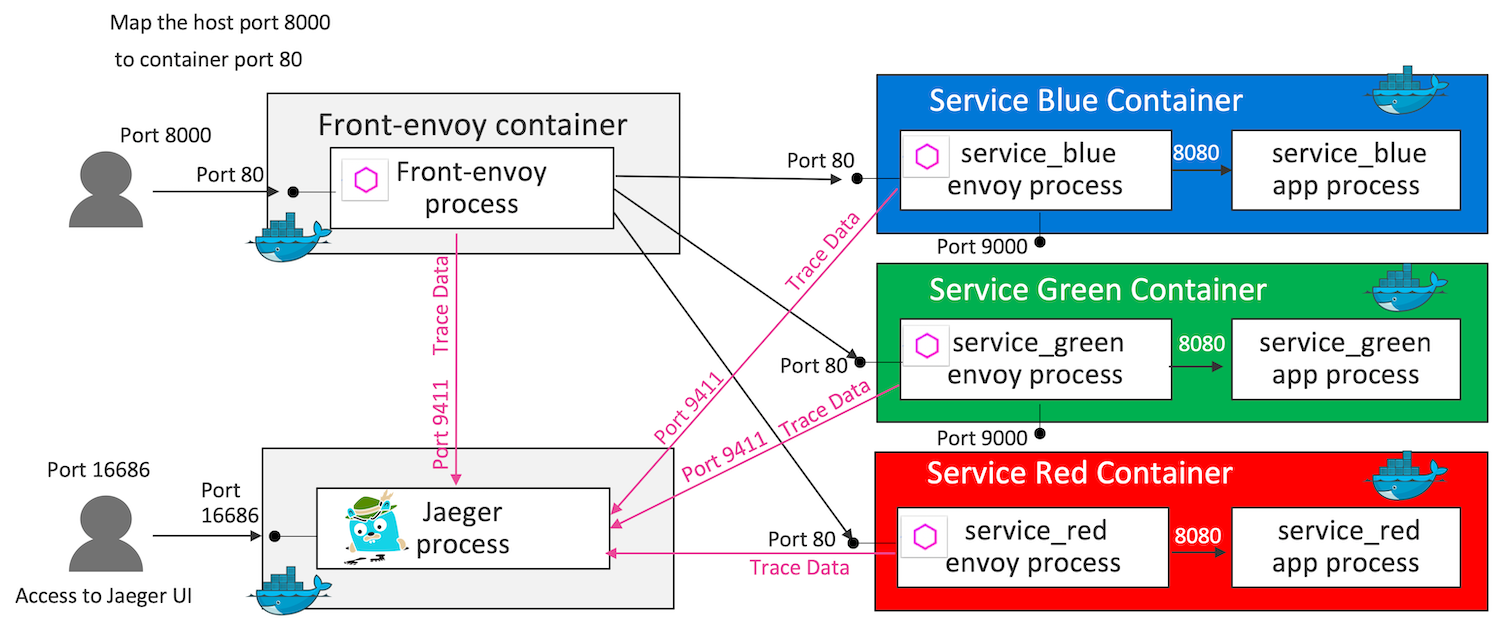 Map the host port 8000
to container port 80
Port 8000
Port 80
Front-envoy container
Front-envoy
process
Port 9411 Trace Data
Port 16686
Port
16686
Access to Jaeger UI
Jaeger
process
Service Blue Container
Port 80
service_blue
envoy process
8080
service_blue
app process
Port 9000
Port 9411 Trace Data
Service Green Container
Port 80
service_green
envoy process
8080
service_green
app process
Port 9000
Port 9411 Trace Data
Service Red Container
Port 80
service_red
envoy process
8080
service_red
app process
Trace Data